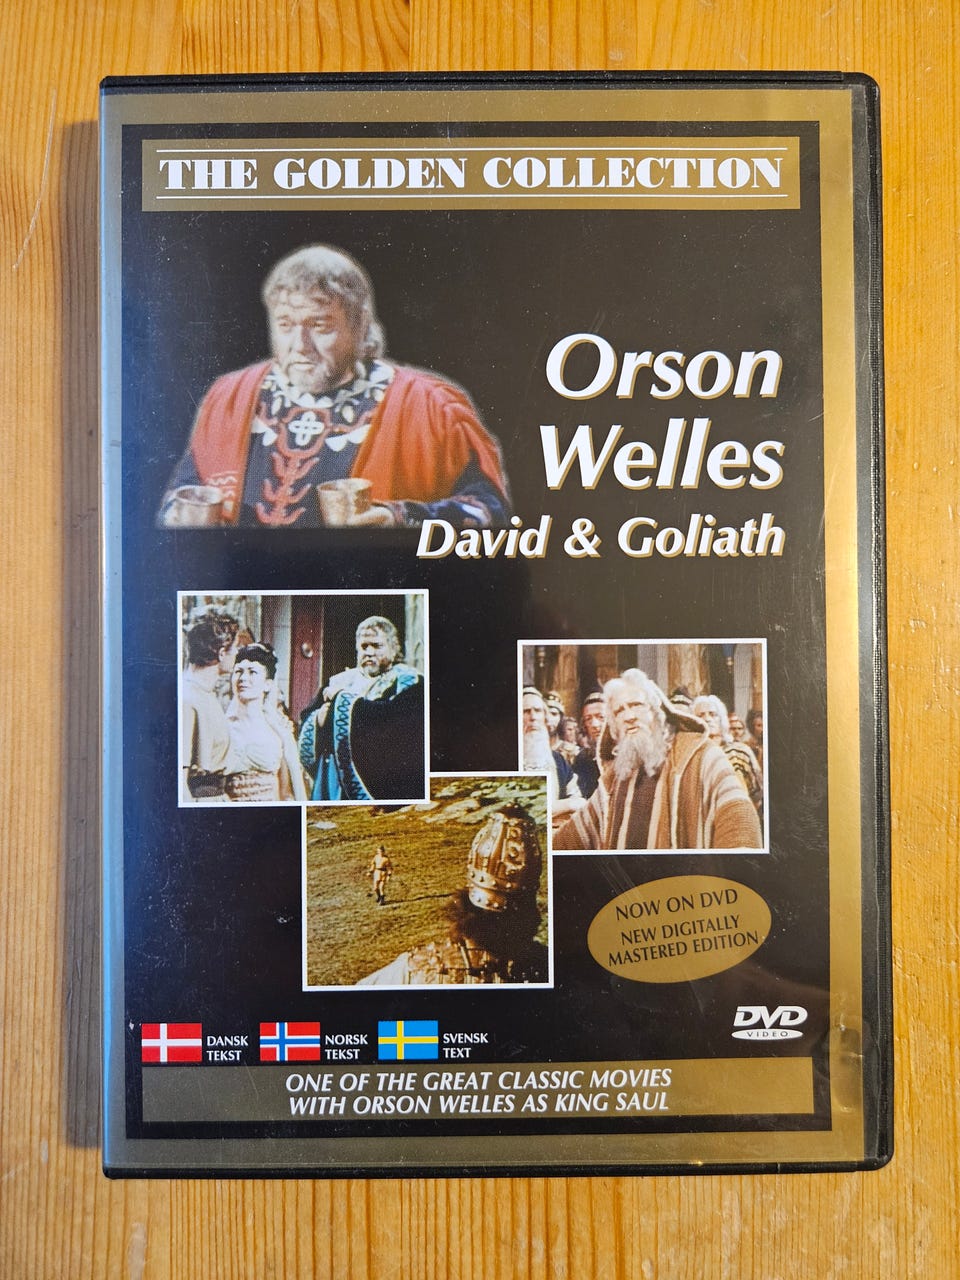 THE GOLDEN COLLECTION
Orson
Welles
David & Goliath
NOW ON DVD
NEW DIGITALLY
MASTERED EDITION
DVD
VIDEO
DANSK
TEKST
NORSK
TEKST
SVENSK
TEXT
ONE OF THE GREAT CLASSIC MOVIES
WITH ORSON WELLES AS KING SAUL